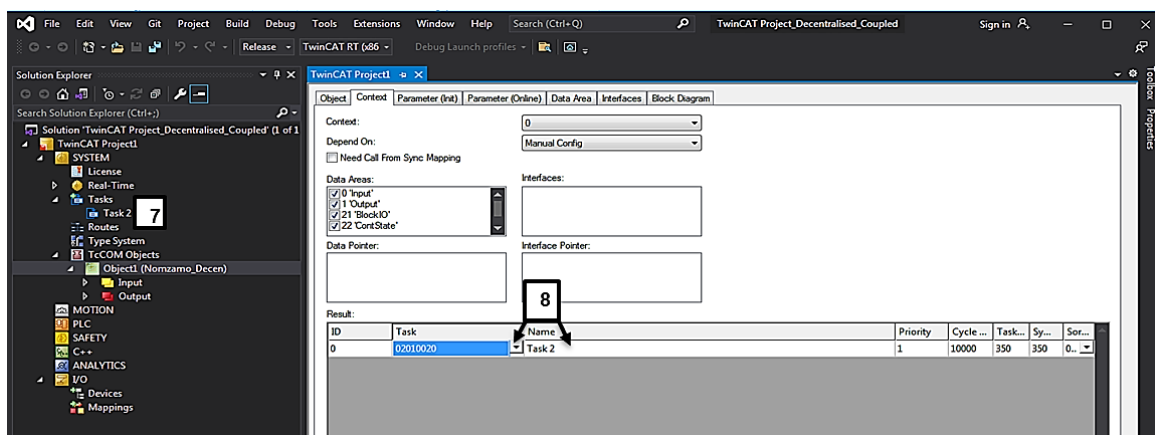 File Edit View Git Project Build Debug Tools Extensions Window Help Search (Ctrl+Q) TwinCAT Project_Decentralised_Coupled Sign in
Release TwinCAT RT (x86 Debug Launch profiles
Solution Explorer
Search Solution Explorer (Ctrl+;)
Solution 'TwinCAT Project_Decentralised_Coupled' (1 of 1
TwinCAT Project1
SYSTEM
License
Real-Time
Tasks
Task 2
7
Routes
Type System
TcCOM Objects
Object1 (Nomzamo_Decen)
Input
Output
MOTION
PLC
SAFETY
C++
ANALYTICS
I/O
Devices
Mappings
TwinCAT Project1
Object Context Parameter (Init) Parameter (Online) Data Area Interfaces Block Diagram
Context: 0
Depend On: Manual Config
Need Call From Sync Mapping
Data Areas: Interfaces:
0 'Input'
1 'Output'
21 'BlockIO'
22 'ContState'
Data Pointer: Interface Pointer:
8
Result:
ID Task Name Priority Cycle ... Task... Sy... Sor...
0 02010020 Task 2 1 10000 350 350 0..
Toolbox Properties